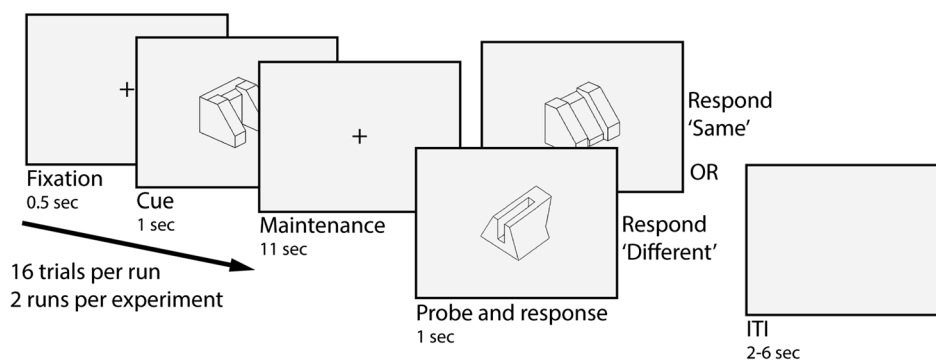 Fixation
0.5 sec
Cue
1 sec
Maintenance
11 sec
Respond
'Same'
OR
Respond
'Different'
Probe and response
1 sec
ITI
2-6 sec
16 trials per run
2 runs per experiment